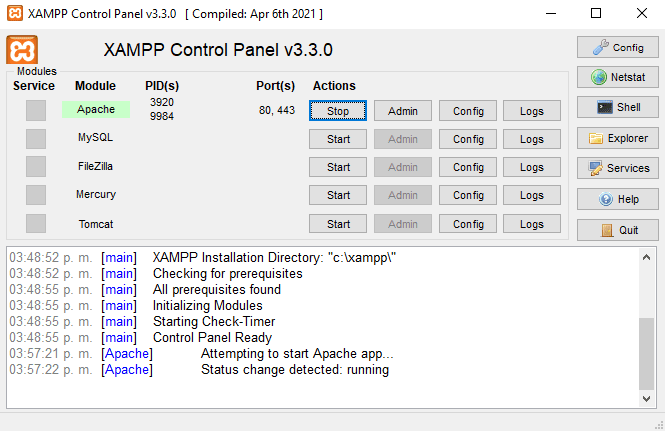 XAMPP Control Panel v3.3.0 [ Compiled: Apr 6th 2021 ]
XAMPP Control Panel v3.3.0
Config
Modules
Service Module PID(s) Port(s) Actions
Netstat
Apache 3920 9984 80, 443 Stop Admin Config Logs
Shell
MySQL Start Admin Config Logs
Explorer
FileZilla Start Admin Config Logs
Services
Mercury Start Admin Config Logs
Help
Tomcat Start Admin Config Logs
Quit
03:48:52 p. m. [main] XAMPP Installation Directory: "c:\xampp\"
03:48:52 p. m. [main] Checking for prerequisites
03:48:55 p. m. [main] All prerequisites found
03:48:55 p. m. [main] Initializing Modules
03:48:55 p. m. [main] Starting Check-Timer
03:48:55 p. m. [main] Control Panel Ready
03:57:21 p. m. [Apache] Attempting to start Apache app...
03:57:22 p. m. [Apache] Status change detected: running